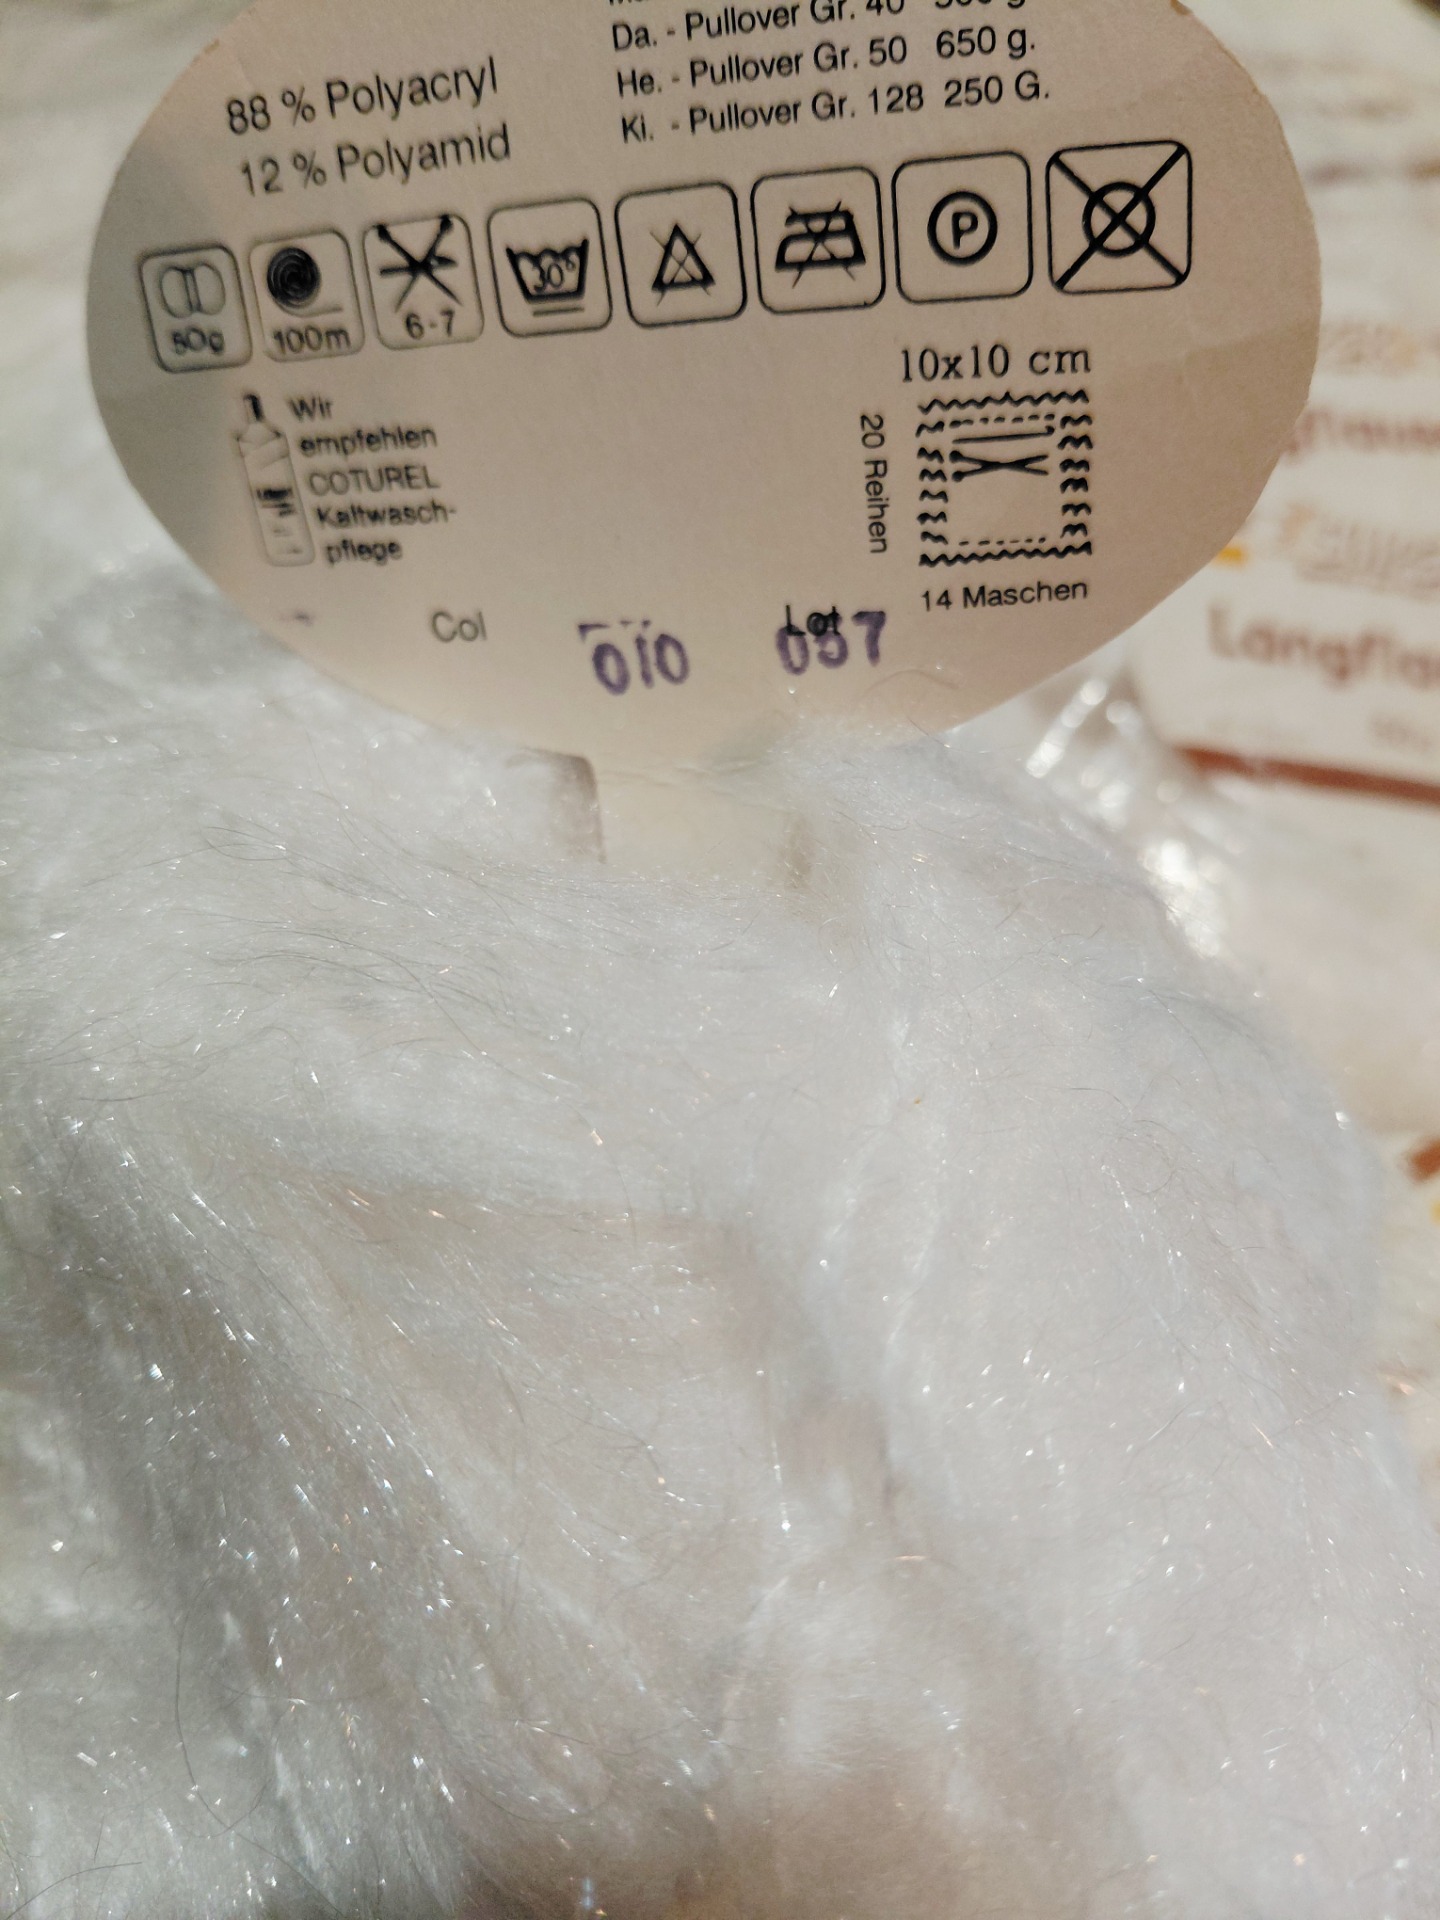 Da. - Pullover Gr. 40
He. - Pullover Gr. 50 650 g.
Ki. - Pullover Gr. 128 250 G.
88 % Polyacryl
12 % Polyamid
50g
100m
6-7
30°
P
Wir
empfehlen
COTUREL
Kaltwasch-
pflege
10x10 cm
20 Reihen
14 Maschen
Col 010 Lot 057